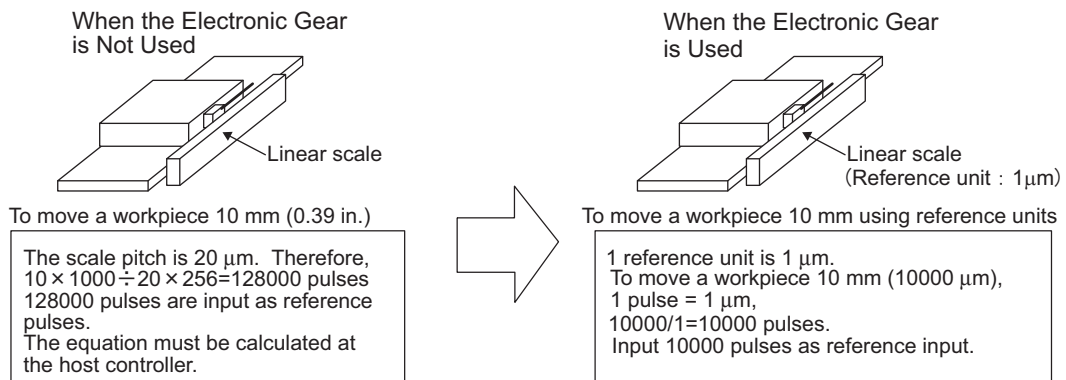 When the Electronic Gear
is Not Used
Linear scale
To move a workpiece 10 mm (0.39 in.)
The scale pitch is 20 μm. Therefore,
10×1000÷20×256=128000 pulses
128000 pulses are input as reference
pulses.
The equation must be calculated at
the host controller.
When the Electronic Gear
is Used
Linear scale
(Reference unit : 1μm)
To move a workpiece 10 mm using reference units
1 reference unit is 1 μm.
To move a workpiece 10 mm (10000 μm),
1 pulse = 1 μm,
10000/1=10000 pulses.
Input 10000 pulses as reference input.